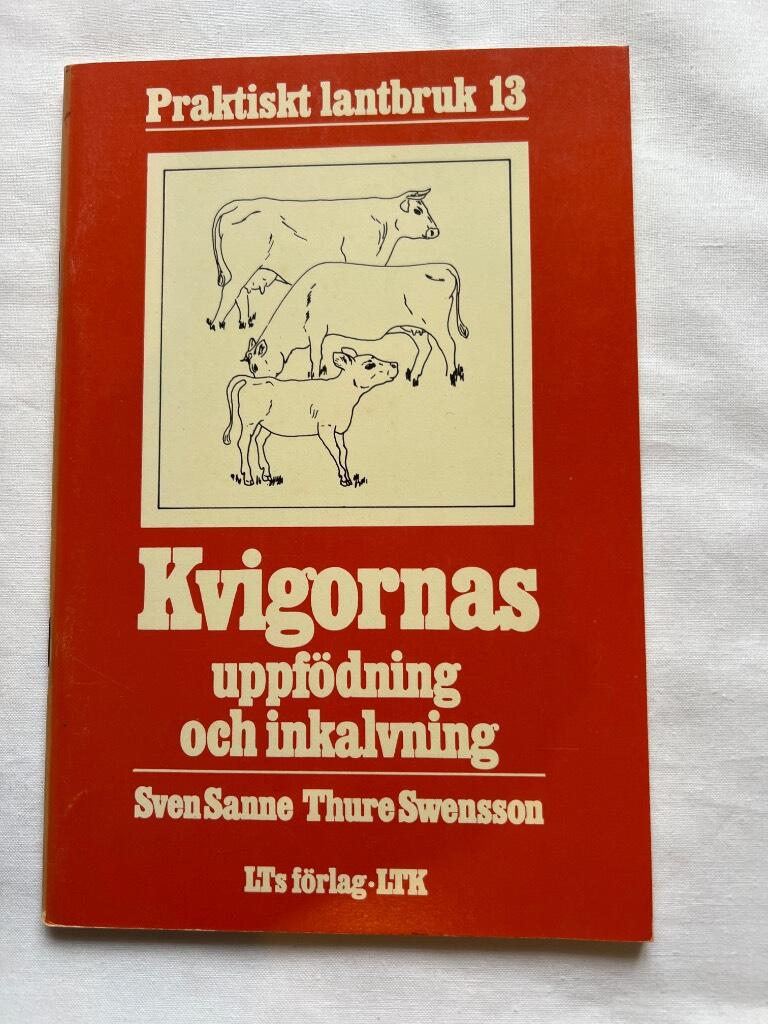 Praktiskt lantbruk 13
Kvigornas
uppfödning
och inkalvning
Sven Sanne Thure Swensson
LTs förlag·LTK